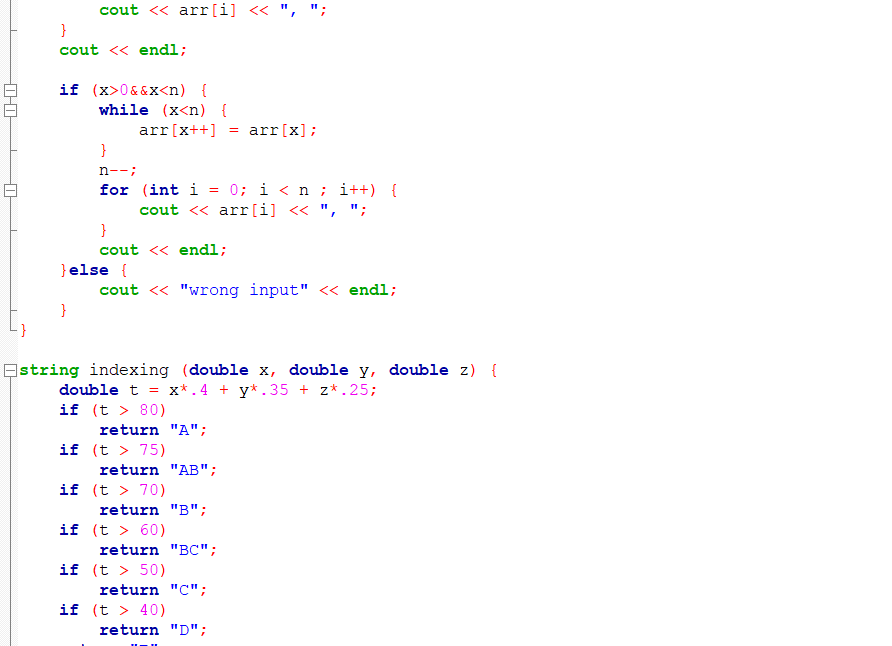 cout << arr[i] << ", ";
    }
    cout << endl;

    if (x>0&&x<n) {
        while (x<n) {
            arr[x++] = arr[x];
        }
        n--;
        for (int i = 0; i < n ; i++) {
            cout << arr[i] << ", ";
        }
        cout << endl;
    }else {
        cout << "wrong input" << endl;
    }
}

string indexing (double x, double y, double z) {
    double t = x*.4 + y*.35 + z*.25;
    if (t > 80)
        return "A";
    if (t > 75)
        return "AB";
    if (t > 70)
        return "B";
    if (t > 60)
        return "BC";
    if (t > 50)
        return "C";
    if (t > 40)
        return "D";